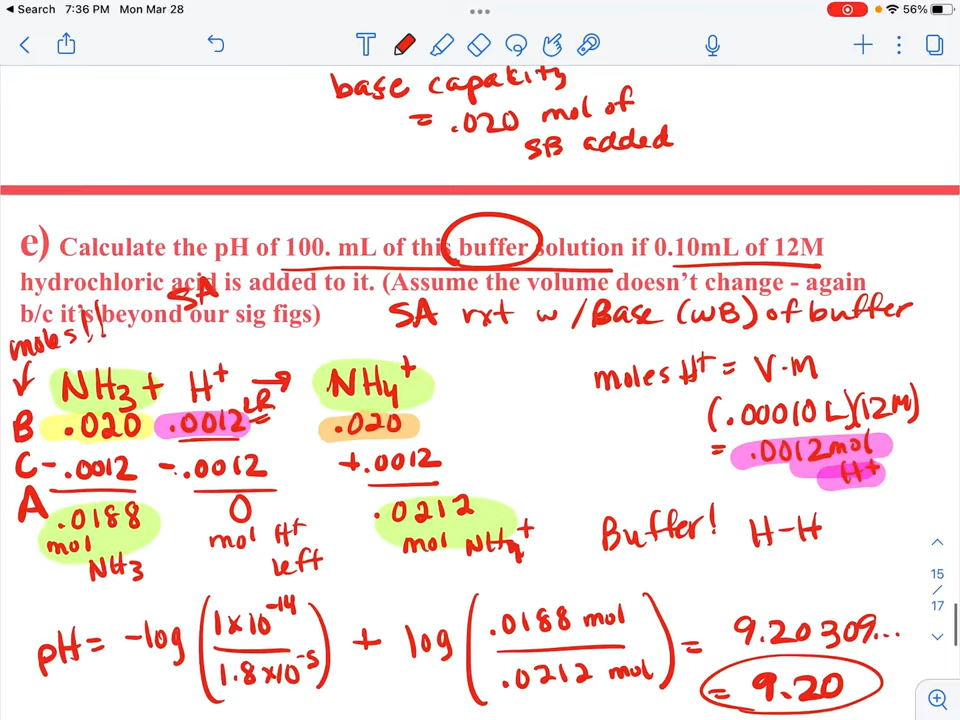 Search 7:36 PM Mon Mar 28 56%
base capacity
= .020 mol of
SB added
e) Calculate the pH of 100. mL of this buffer solution if 0.10mL of 12M
hydrochloric acid is added to it. (Assume the volume doesn't change - again
b/c it's beyond our sig figs)
SA
SA rxt w/Base (WB) of buffer
moles!!
NH3 + H+ → NH4+
LR
moles H+ = V·M
(.00010 L)(12M)
= .0012 mol
H+
B .020 .0012 .020
C -.0012 -.0012 +.0012
A .0188 0 .0212
mol NH3
mol H+ left
mol NH4+
Buffer! H-H
pH = -log (1x10-14 / 1.8x10-5) + log (.0188 mol / .0212 mol) = 9.20309...
= 9.20
15
/
17